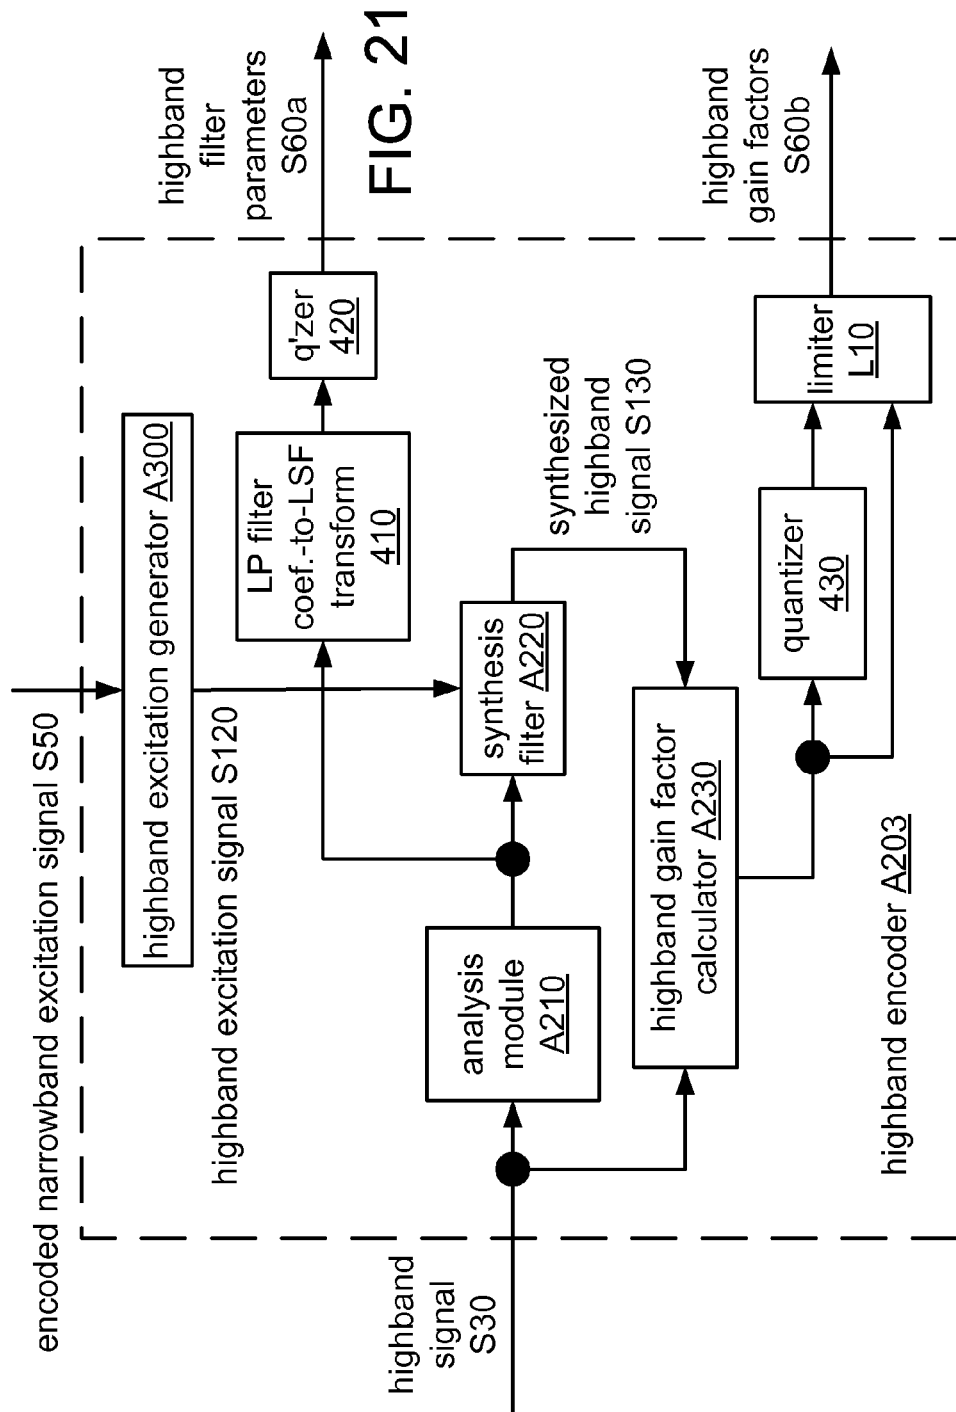 encoded narrowband excitation signal S50
highband excitation generator A300
highband excitation signal S120
highband
filter
parameters
S60a
FIG. 21
LP filter
coef.-to-LSF
transform
410
q'zer
420
highband
signal
S30
analysis
module
A210
synthesis
filter A220
synthesized
highband
signal S130
highband gain factor
calculator A230
quantizer
430
limiter
L10
highband
gain factors
S60b
highband encoder A203